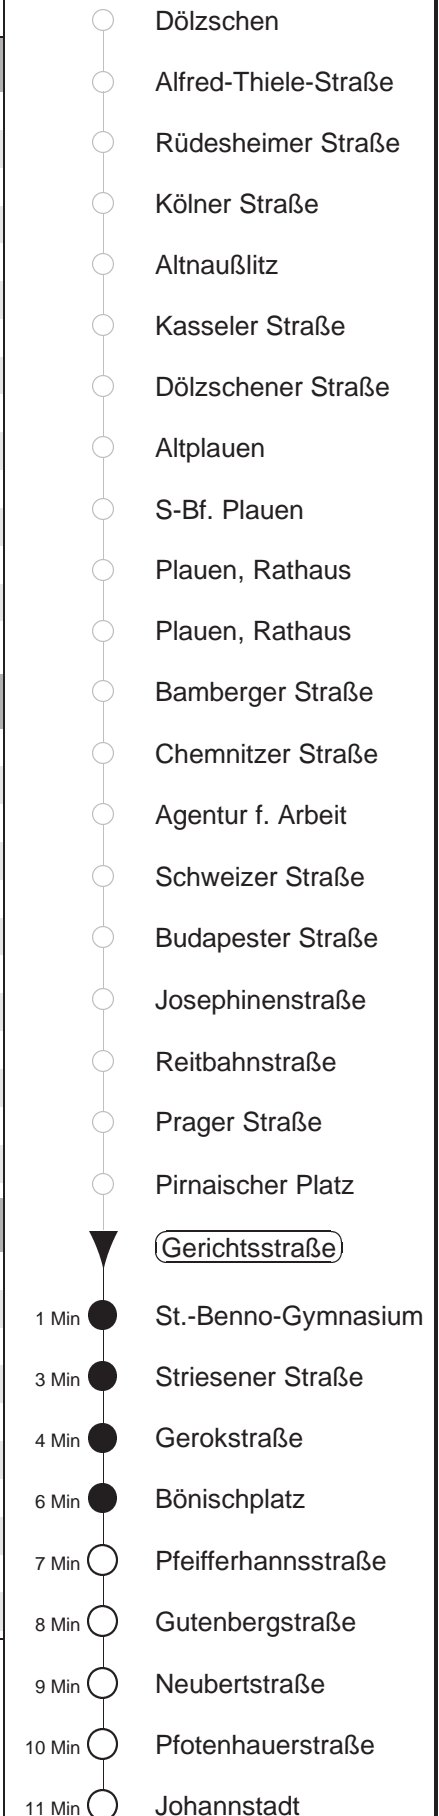 Dölzschen
Alfred-Thiele-Straße
Rüdesheimer Straße
Kölner Straße
Altnaußlitz
Kasseler Straße
Dölzschener Straße
Altplauen
S-Bf. Plauen
Plauen, Rathaus
Plauen, Rathaus
Bamberger Straße
Chemnitzer Straße
Agentur f. Arbeit
Schweizer Straße
Budapester Straße
Josephinenstraße
Reitbahnstraße
Prager Straße
Pirnaischer Platz
Gerichtsstraße
1 Min St.-Benno-Gymnasium
3 Min Striesener Straße
4 Min Gerokstraße
6 Min Bönischplatz
7 Min Pfeifferhannsstraße
8 Min Gutenbergstraße
9 Min Neubertstraße
10 Min Pfotenhauerstraße
11 Min Johannstadt